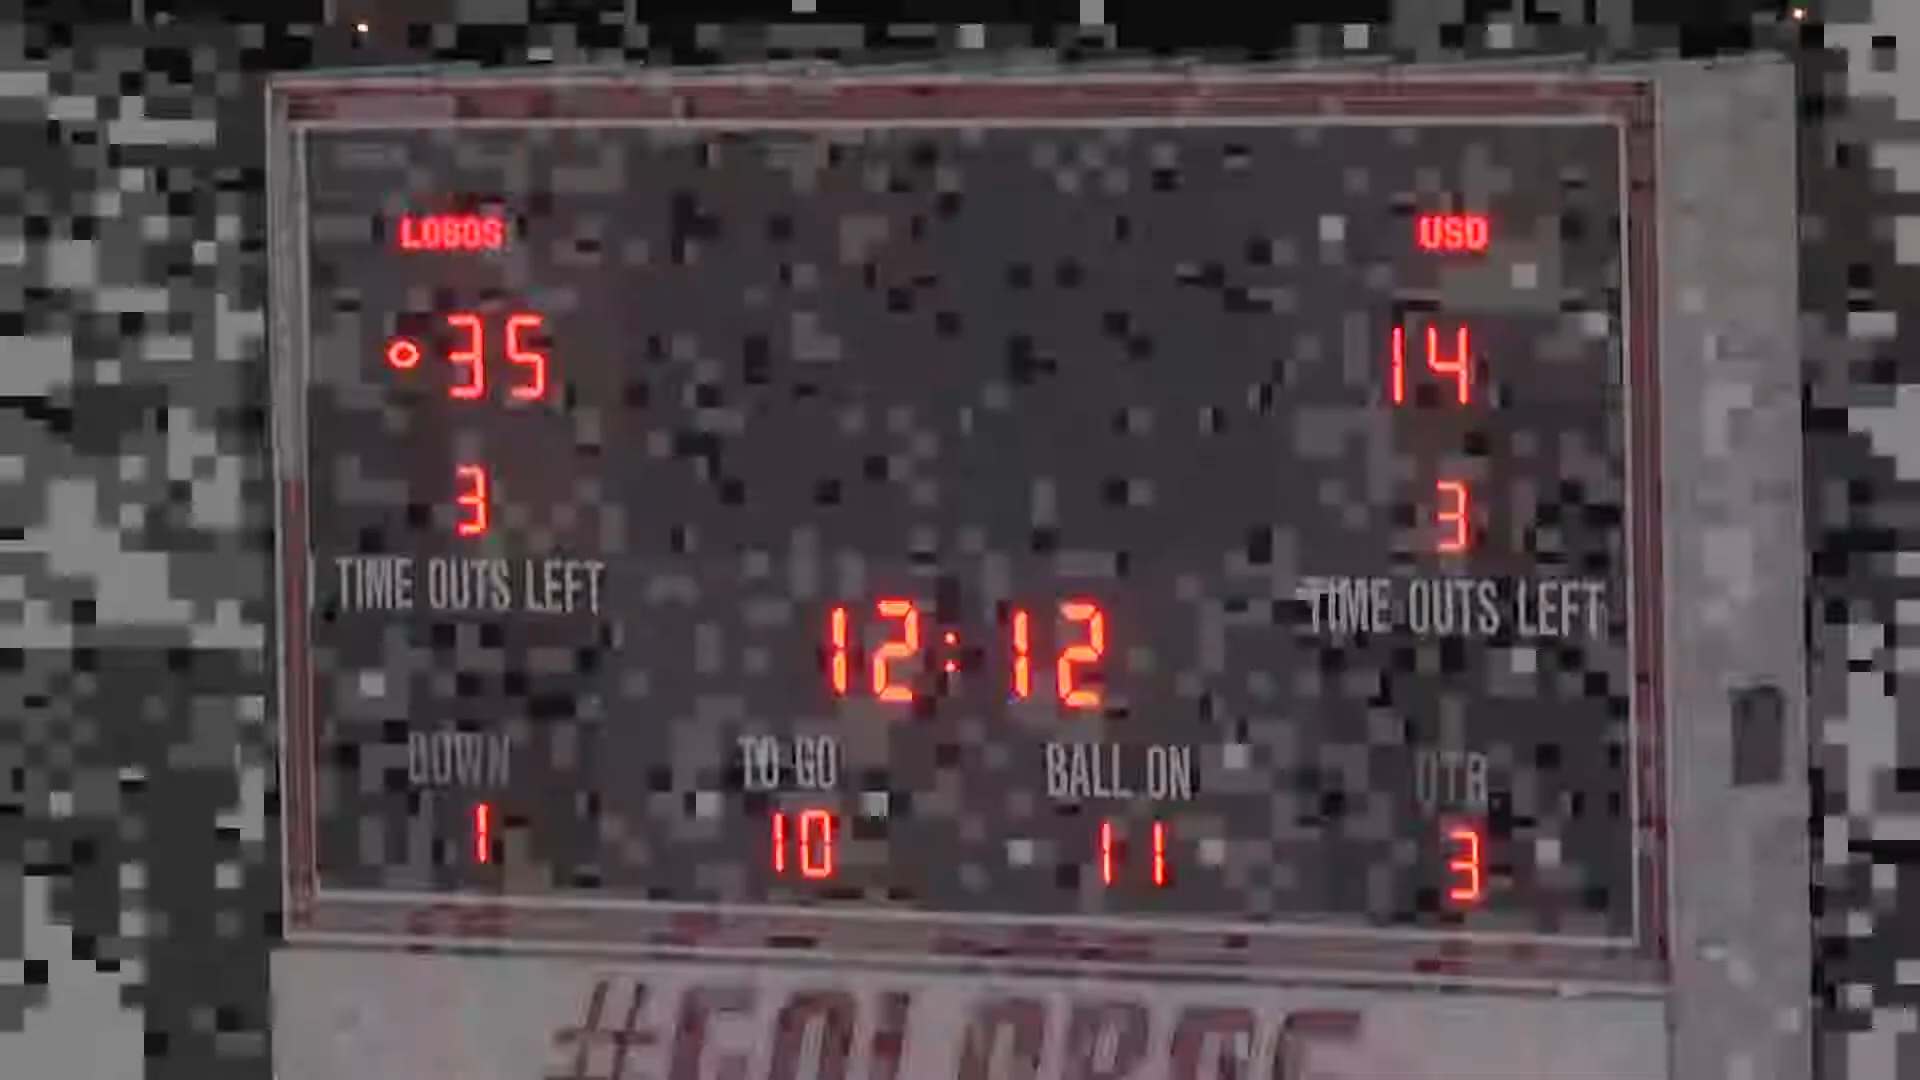 LOBOS USD
35 14
3 3
TIME OUTS LEFT TIME OUTS LEFT
12:12
DOWN TO GO BALL ON QTR
1 10 11 3
#GOLOBOS